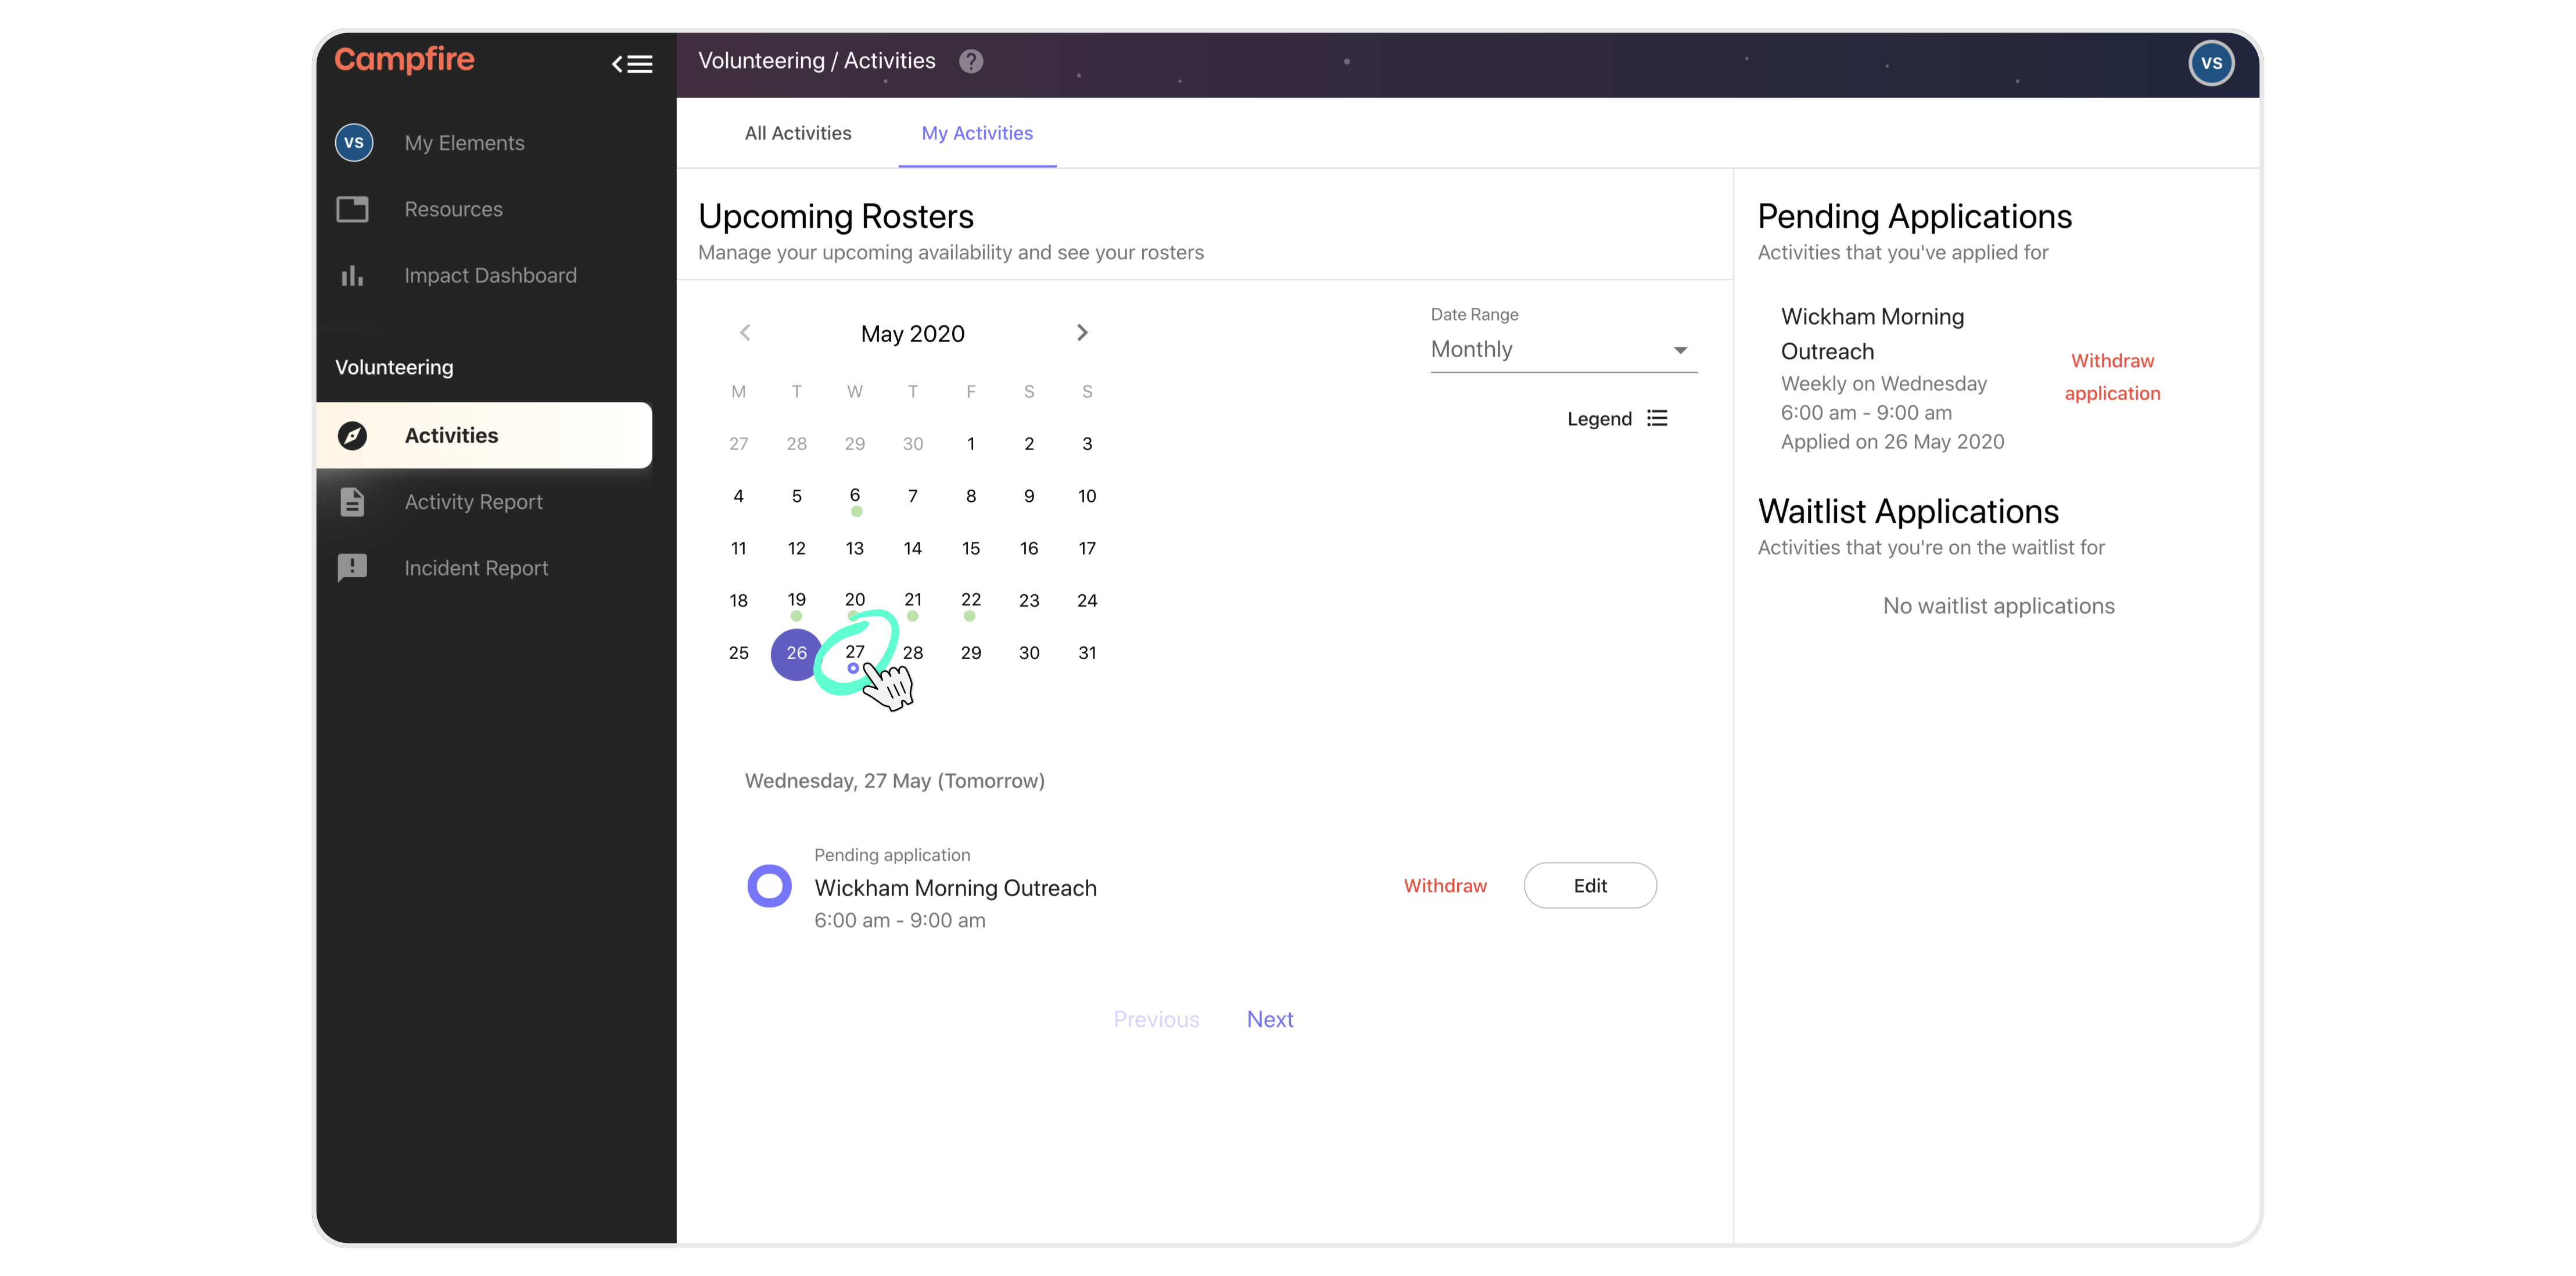 Campfire
VS My Elements
Resources
Impact Dashboard
Volunteering
Activities
Activity Report
Incident Report
Volunteering / Activities ?
VS
All Activities My Activities
Upcoming Rosters
Manage your upcoming availability and see your rosters
May 2020
M T W T F S S
27 28 29 30 1 2 3
4 5 6 7 8 9 10
11 12 13 14 15 16 17
18 19 20 21 22 23 24
25 26 27 28 29 30 31
Date Range
Monthly
Legend
Wednesday, 27 May (Tomorrow)
Pending application
Wickham Morning Outreach
6:00 am - 9:00 am
Withdraw Edit
Previous Next
Pending Applications
Activities that you've applied for
Wickham Morning
Outreach
Weekly on Wednesday
6:00 am - 9:00 am
Applied on 26 May 2020
Withdraw
application
Waitlist Applications
Activities that you're on the waitlist for
No waitlist applications